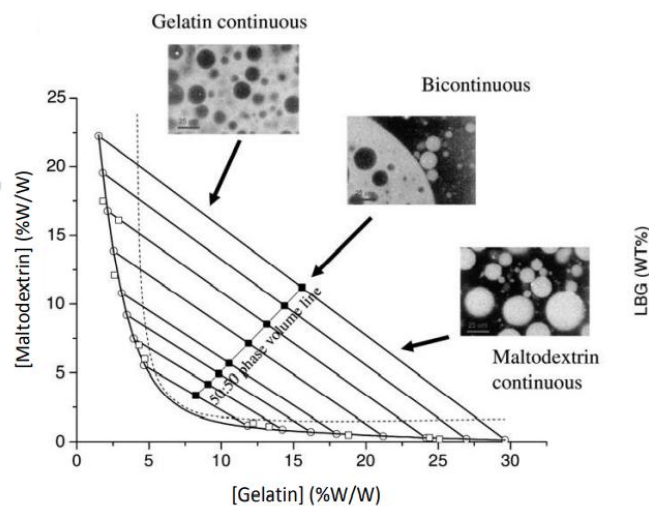 Gelatin continuous
Bicontinuous
Maltodextrin
continuous
[Maltodextrin] (%W/W)
25
20
15
10
5
0
50:50 phase volume line
0
5
10
15
20
25
30
[Gelatin] (%W/W)
LBG (WT%)